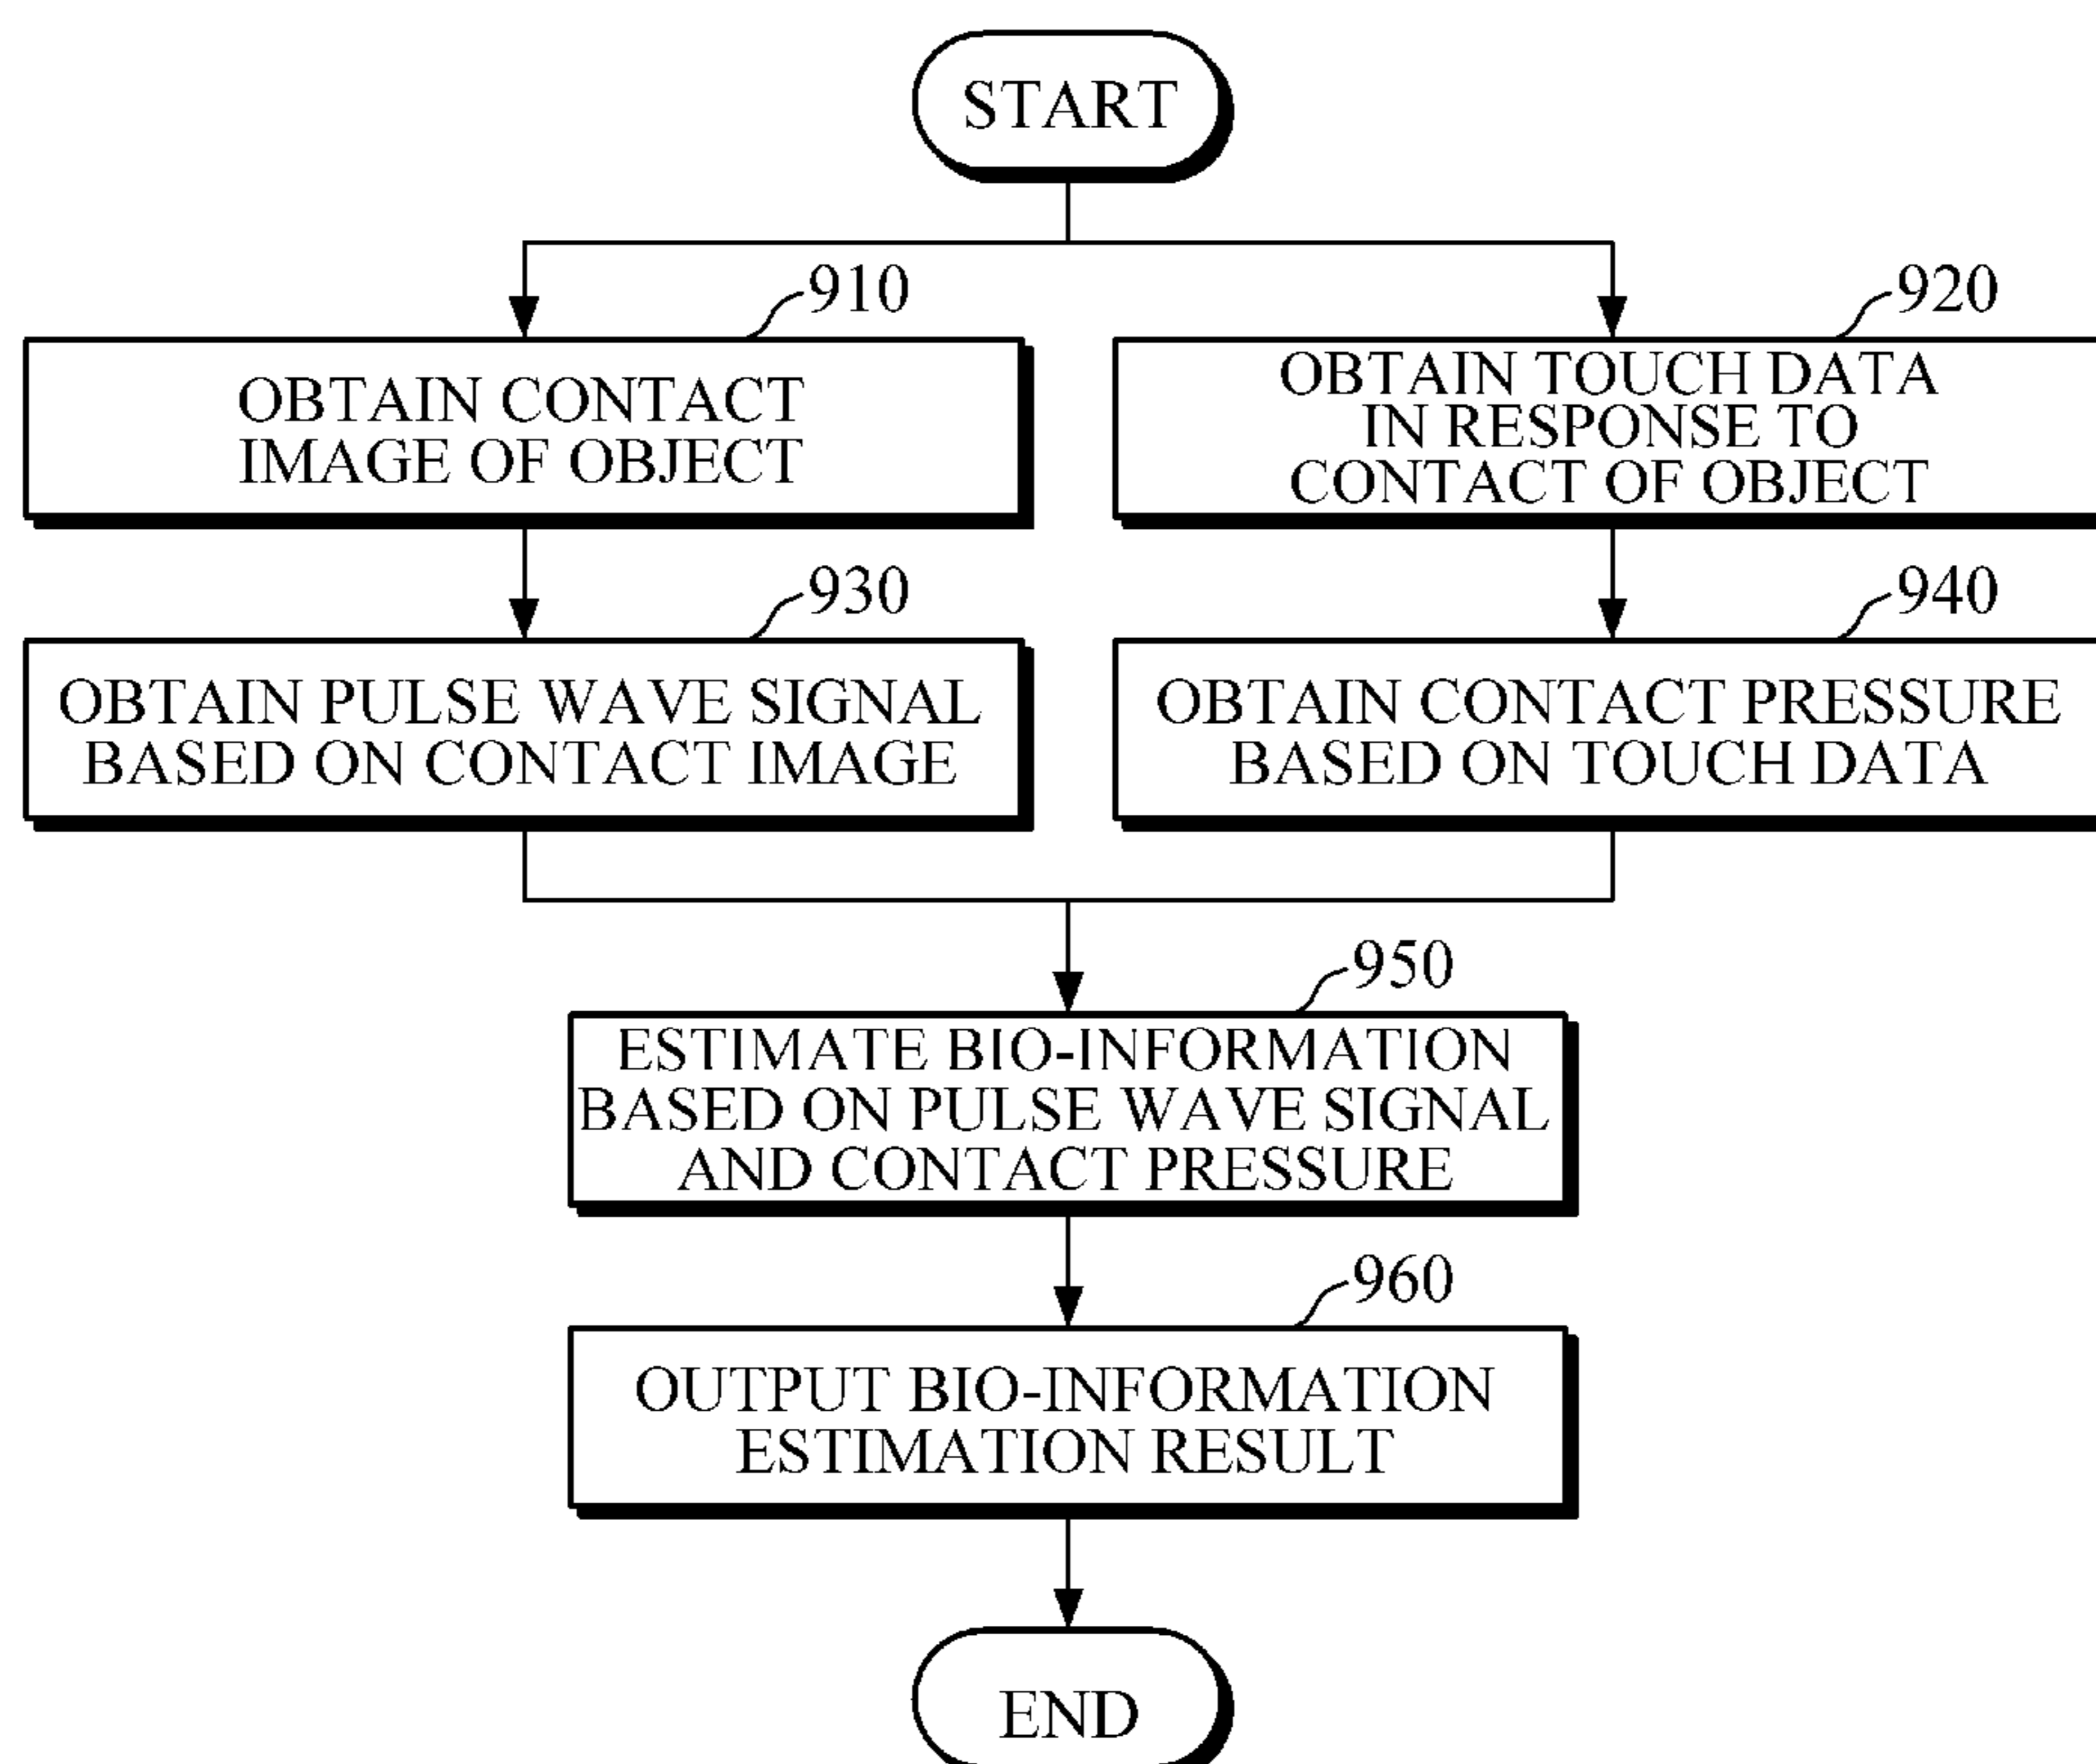 START
910
OBTAIN CONTACT
IMAGE OF OBJECT
920
OBTAIN TOUCH DATA
IN RESPONSE TO
CONTACT OF OBJECT
930
OBTAIN PULSE WAVE SIGNAL
BASED ON CONTACT IMAGE
940
OBTAIN CONTACT PRESSURE
BASED ON TOUCH DATA
950
ESTIMATE BIO-INFORMATION
BASED ON PULSE WAVE SIGNAL
AND CONTACT PRESSURE
960
OUTPUT BIO-INFORMATION
ESTIMATION RESULT
END